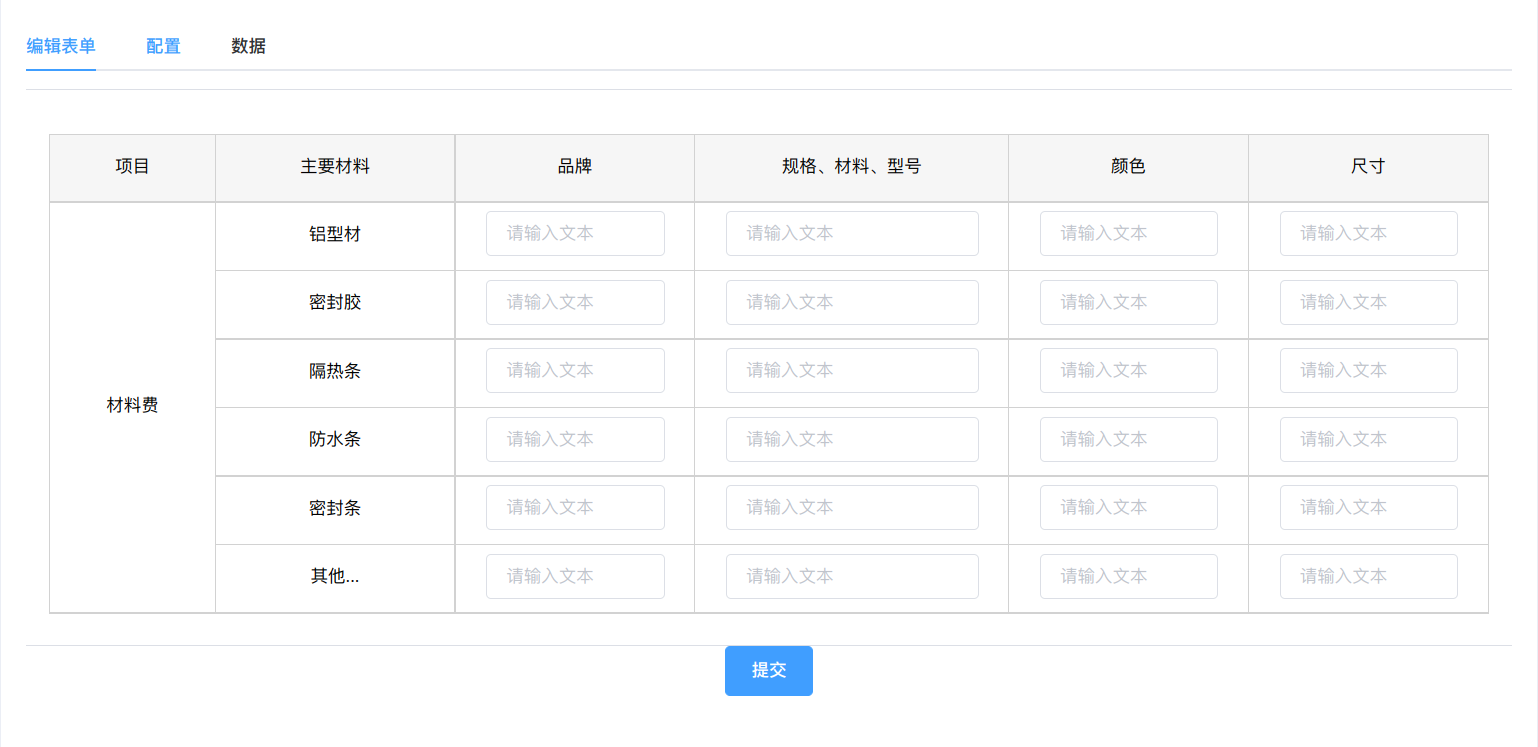 编辑表单 配置 数据
项目 主要材料 品牌 规格、材料、型号 颜色 尺寸
铝型材 请输入文本 请输入文本 请输入文本 请输入文本
密封胶 请输入文本 请输入文本 请输入文本 请输入文本
隔热条 请输入文本 请输入文本 请输入文本 请输入文本
材料费
防水条 请输入文本 请输入文本 请输入文本 请输入文本
密封条 请输入文本 请输入文本 请输入文本 请输入文本
其他... 请输入文本 请输入文本 请输入文本 请输入文本
提交